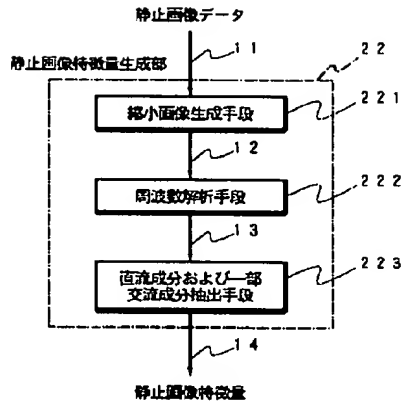 静止画像データ
11
22
静止画像特徴量生成部
縮小画像生成手段
221
12
周波数解析手段
222
13
直流成分および一部
交流成分抽出手段
223
14
静止画像特徴量